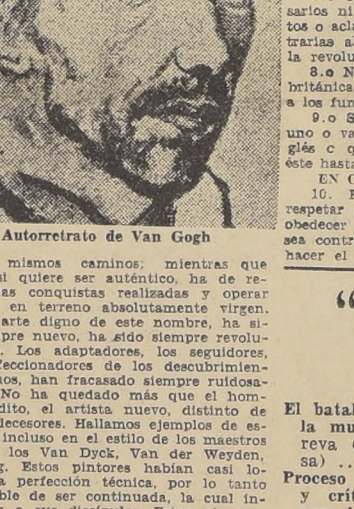 Autorretrato de Van Gogh
mismos caminos; mientras que
si quiere ser auténtico, ha de re-
as conquistas realizadas y operar
en terreno absolutamente virgen.
arte digno de este nombre, ha si-
pre nuevo, ha sido siempre revolu-
. Los adaptadores, los seguidores,
feccionadores de los descubrimien-
nos, han fracasado siempre ruidosa-
No ha quedado más que el hom-
dito, el artista nuevo, distinto de
decesores. Hallamos ejemplos de es-
incluso en el estilo de los maestros
los Van Dyck, Van der Weyden,
g. Estos pintores habían casi lo-
a perfección técnica, por lo tanto
ble de ser continuada, la cual in-
sarios ni
tos o acla
trarias al
la revolu
8.o N
británica
a los fun
9.o S
uno o va
glés c q
éste hasta
EN C
10.
respetar
obedecer
sea contr
hacer el
“
El batal
la mu
reva
sa) ..
Proceso
y crít